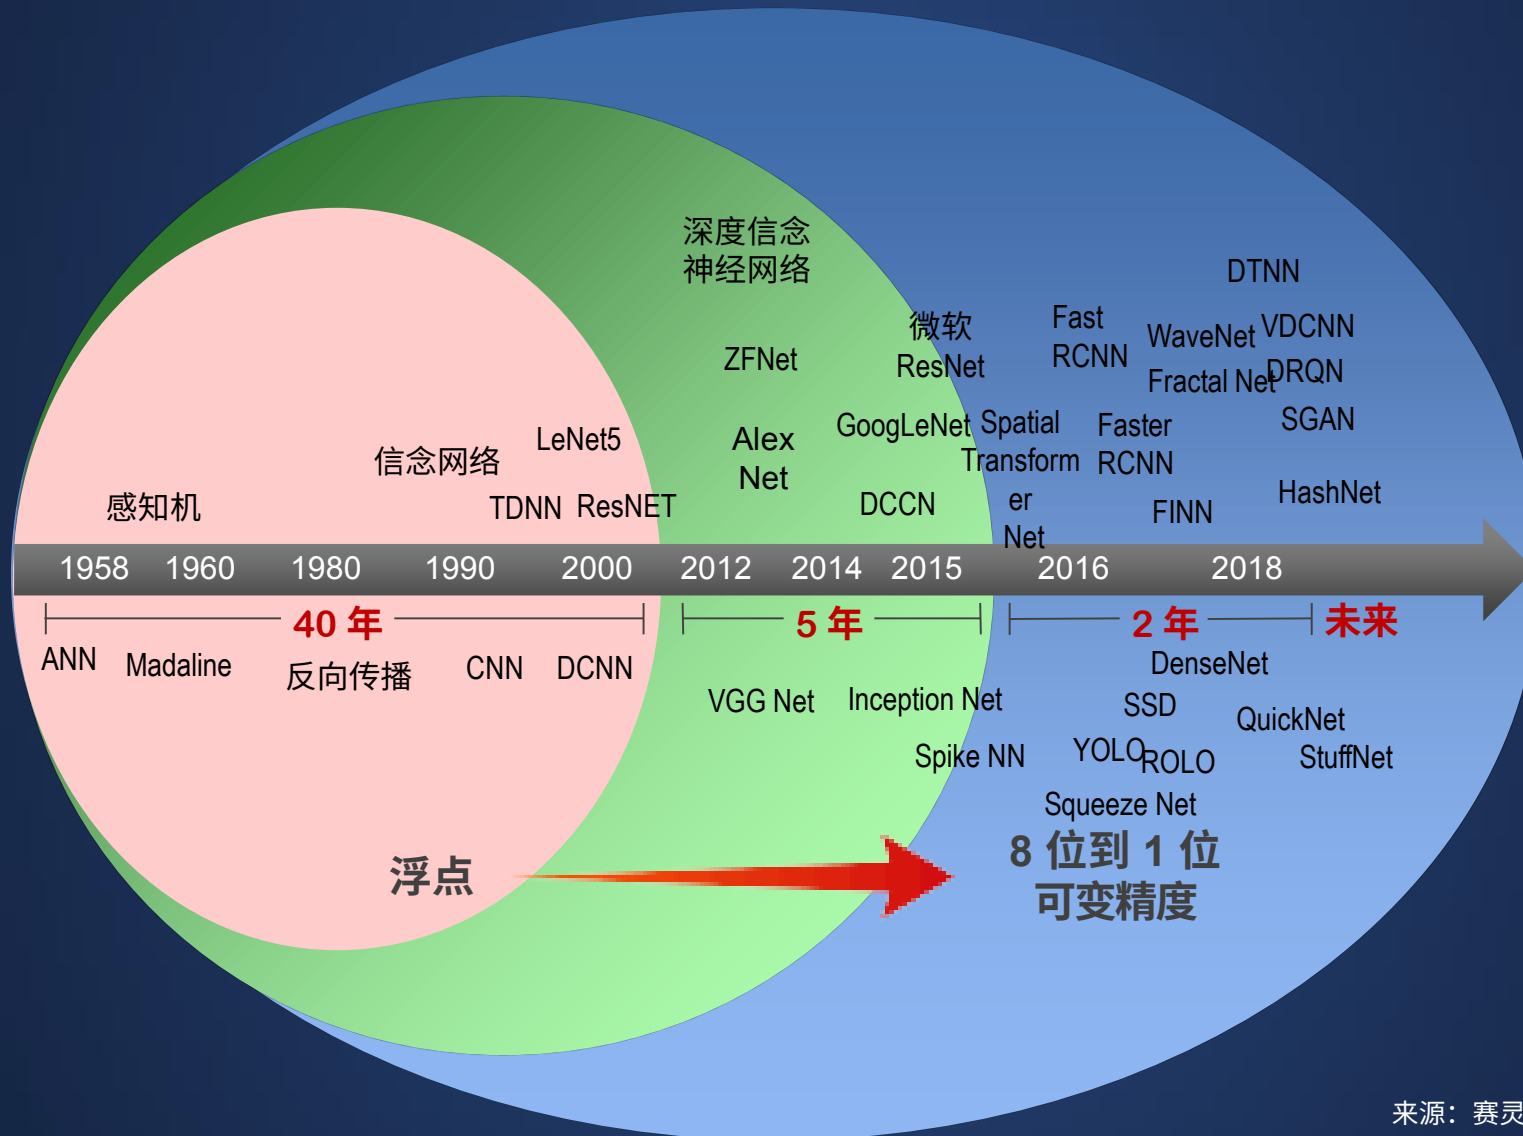 深度信念
神经网络
DTNN
微软
ResNet
Fast
RCNN
WaveNet
VDCNN
ZFNet
Fractal Net
DRQN
LeNet5
信念网络
Alex
Net
GoogLeNet
Spatial
Transform
er
Net
Faster
RCNN
SGAN
感知机
TDNN
ResNET
DCCN
FINN
HashNet
1958 1960 1980 1990 2000 2012 2014 2015 2016 2018
40 年
5 年
2 年
未来
ANN
Madaline
反向传播
CNN
DCNN
DenseNet
VGG Net
Inception Net
SSD
QuickNet
Spike NN
YOLO
ROLO
StuffNet
Squeeze Net
浮点
8 位到 1 位
可变精度
来源：赛灵